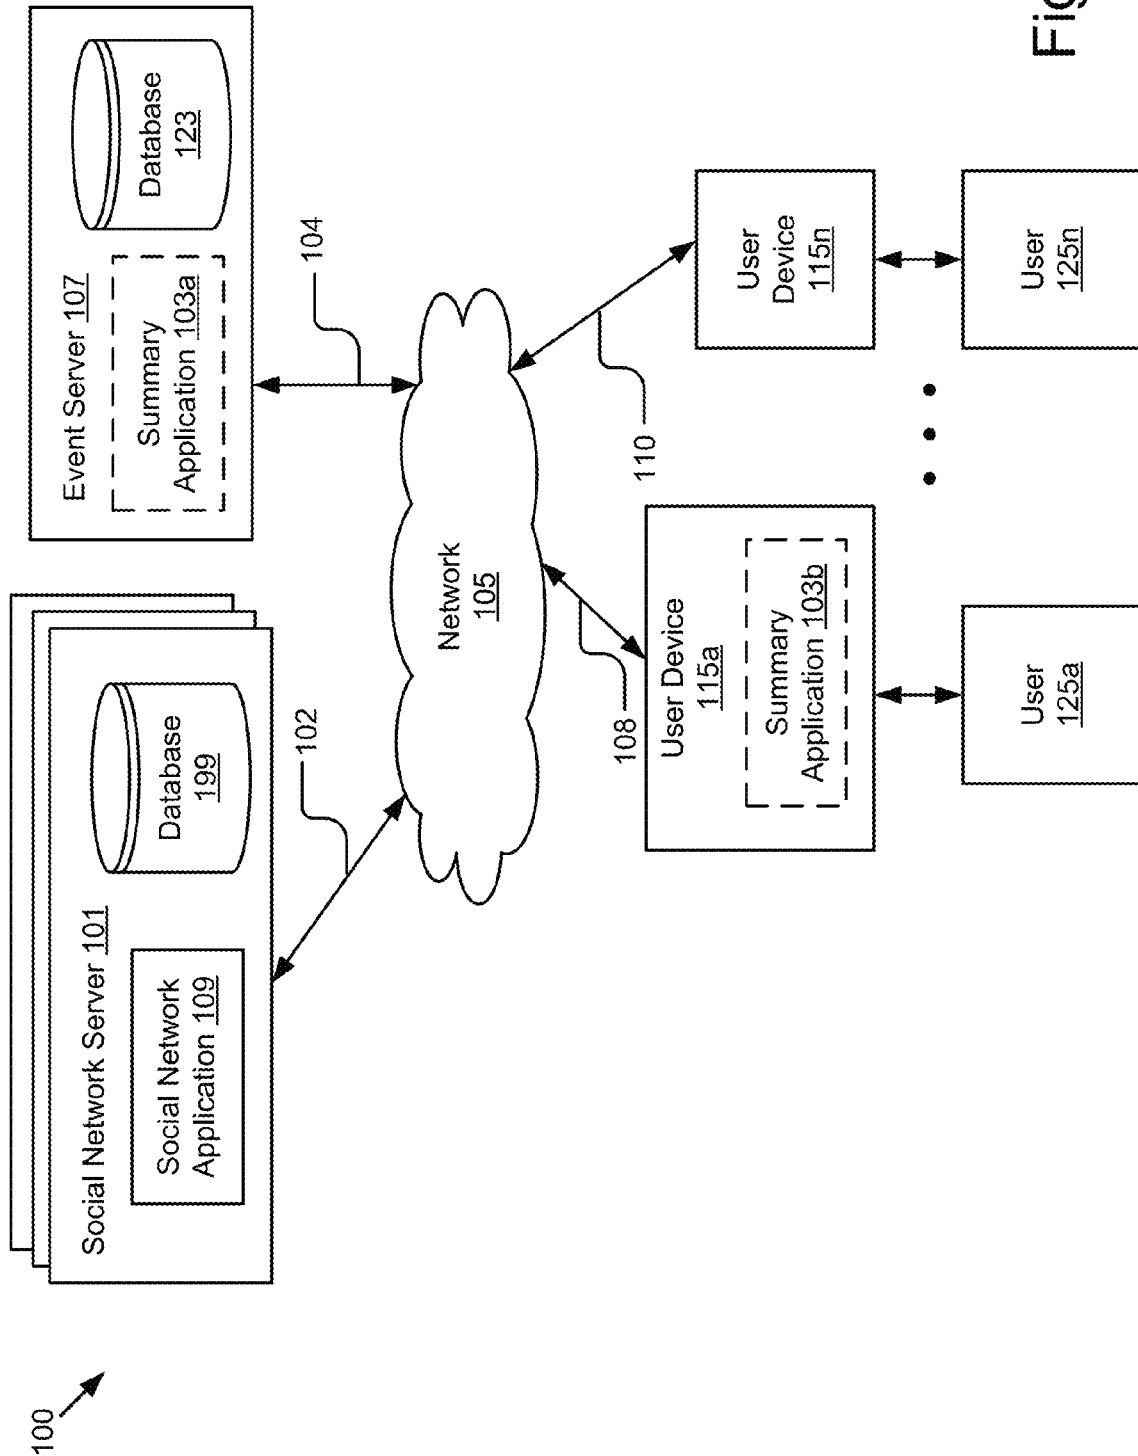 100
Social Network Server 101
Social Network
Application 109
Database
199
Event Server 107
Summary
Application 103a
Database
123
102
104
Network
105
108
110
User Device
115a
Summary
Application 103b
User
Device
115n
User
125a
User
125n
Fig